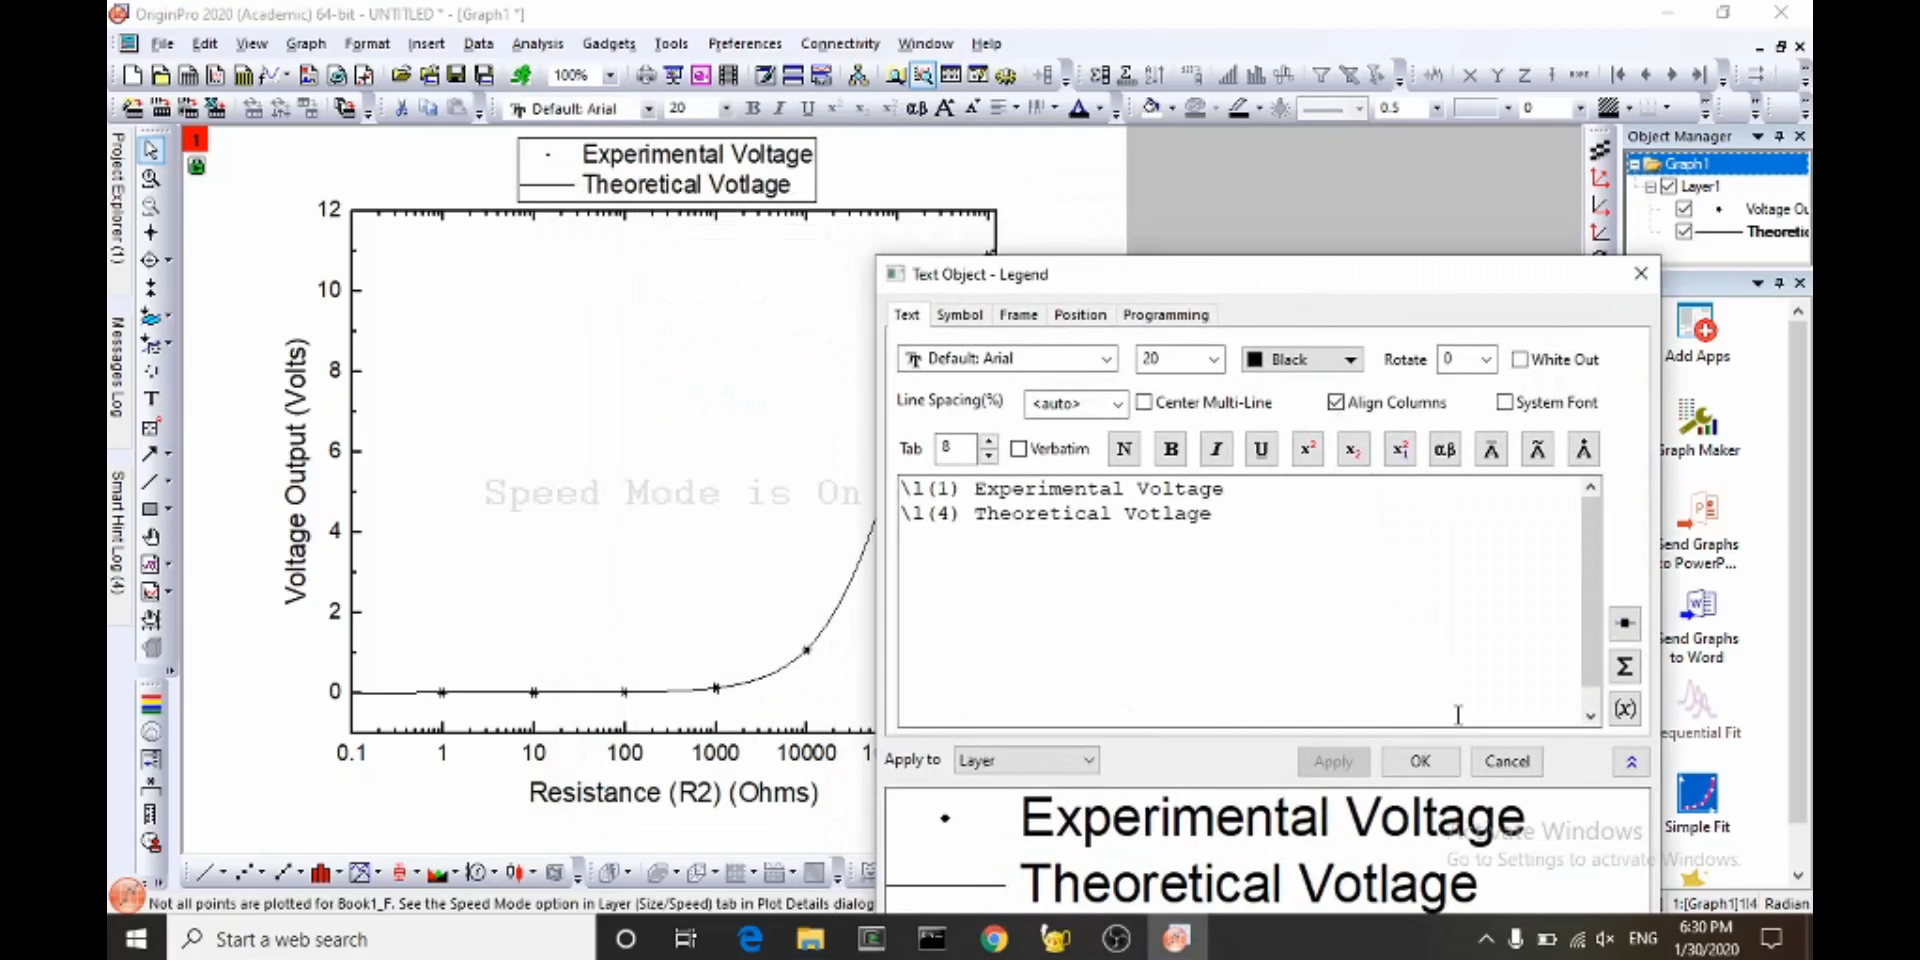 OriginPro 2020 (Academic) 64-bit - UNTITLED * - [Graph1 *]
File Edit View Graph Format Insert Data Analysis Gadgets Tools Preferences Connectivity Window Help
100%
Default: Arial 20 B I U αβ A 0.5 0
Project Explorer (1)
Messages Log
Smart Hint Log (4)
1
Experimental Voltage
Theoretical Votlage
12
10
8
6
4
2
0
Voltage Output (Volts)
Speed Mode is On
0.1 1 10 100 1000 10000
Resistance (R2) (Ohms)
Object Manager
Graph1
Layer1
Voltage Ou
Theoretic
Text Object - Legend
Text Symbol Frame Position Programming
Default: Arial 20 Black Rotate 0 White Out
Line Spacing(%) <auto> Center Multi-Line Align Columns System Font
Tab 8 Verbatim N B I U x² x₂ αβ
\l(1) Experimental Voltage
\l(4) Theoretical Votlage
Σ
(x)
Apply to Layer Apply OK Cancel
Experimental Voltage
Theoretical Votlage
Add Apps
Graph Maker
Send Graphs
to PowerP...
Send Graphs
to Word
equential Fit
Simple Fit
Activate Windows
Go to Settings to activate Windows.
Not all points are plotted for Book1_F. See the Speed Mode option in Layer (Size/Speed) tab in Plot Details dialog
1:[Graph1]1!4 Radian
Start a web search
ENG
6:30 PM
1/30/2020